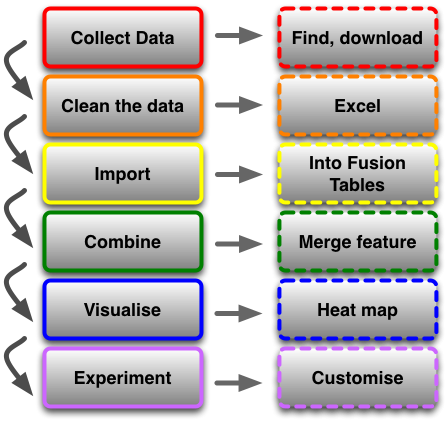 Collect Data
Find, download
Clean the data
Excel
Import
Into Fusion
Tables
Combine
Merge feature
Visualise
Heat map
Experiment
Customise